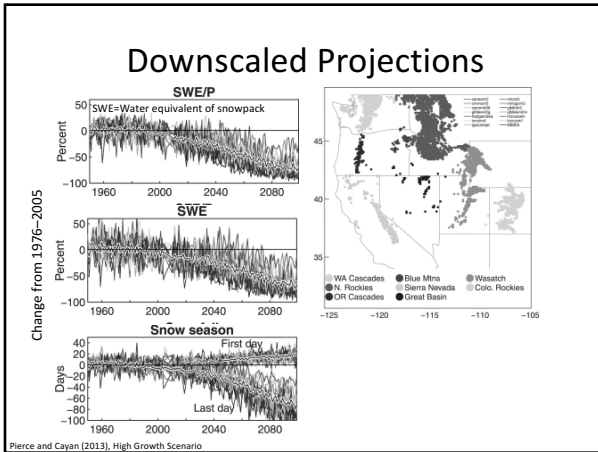 Downscaled Projections
SWE/P
SWE=Water equivalent of snowpack
50
0
−50
−100
Percent
1960 2000 2040 2080
SWE
50
0
−50
−100
Percent
1960 2000 2040 2080
Snow season
First day
40
20
0
−20
−40
−60
−80
−100
Days
Last day
1960 2000 2040 2080
Change from 1976–2005
45
40
35
WA Cascades Blue Mtns Wasatch
N. Rockies Sierra Nevada Colo. Rockies
OR Cascades Great Basin
−125 −120 −115 −110 −105
Pierce and Cayan (2013), High Growth Scenario